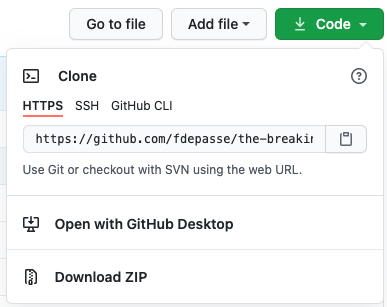 Go to file Add file Code
Clone
HTTPS SSH GitHub CLI
https://github.com/fdepasse/the-breakin
Use Git or checkout with SVN using the web URL.
Open with GitHub Desktop
Download ZIP